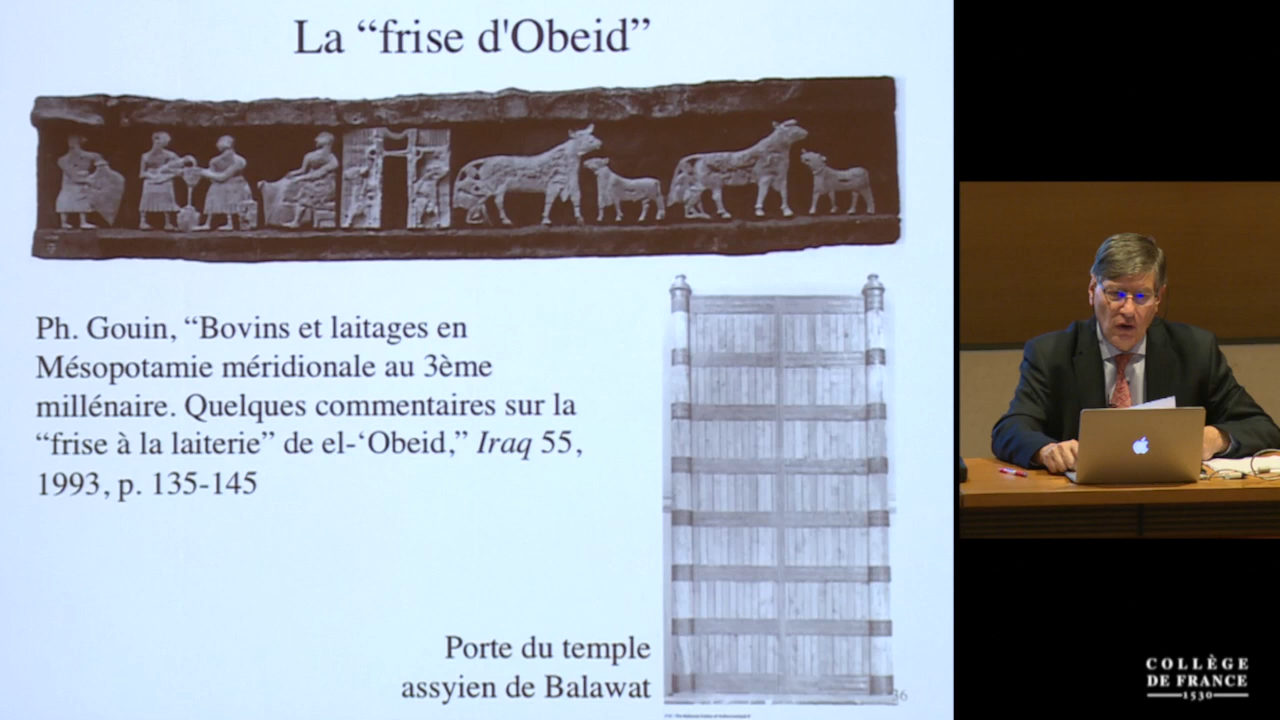 La “frise d'Obeid”
Ph. Gouin, “Bovins et laitages en
Mésopotamie méridionale au 3ème
millénaire. Quelques commentaires sur la
“frise à la laiterie” de el-‘Obeid,” Iraq 55,
1993, p. 135-145
Porte du temple
assyien de Balawat
36
COLLÈGE
DE FRANCE
1530